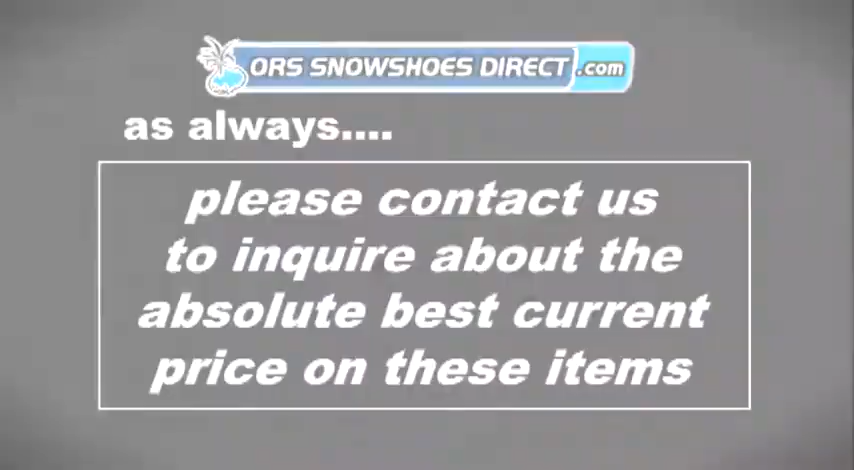 ORS SNOWSHOES DIRECT.com
as always....
please contact us
to inquire about the
absolute best current
price on these items